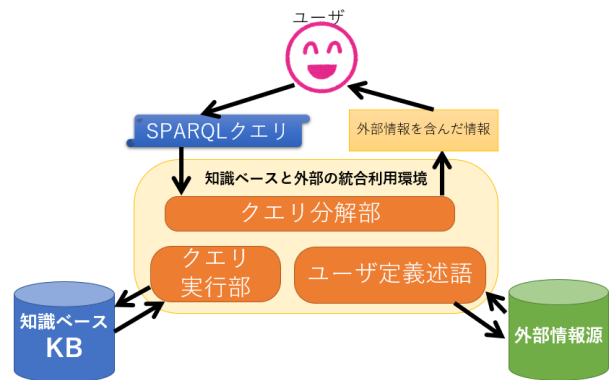 ユーザ
SPARQLクエリ
外部情報を含んだ情報
知識ベースと外部の統合利用環境
クエリ分解部
クエリ
実行部
ユーザ定義述語
知識ベース
KB
外部情報源